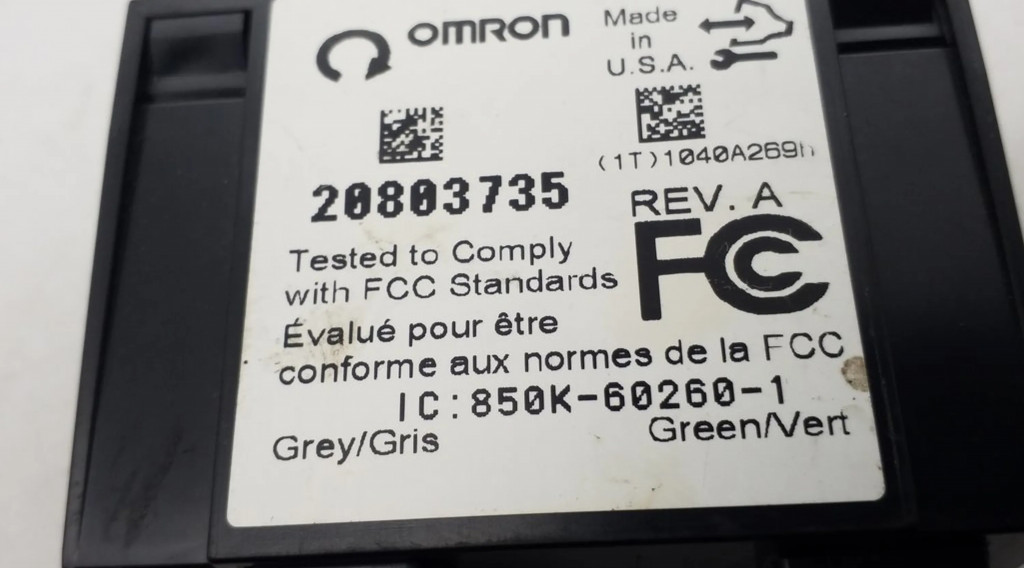 OMRON
Made
in
U.S.A.
20803735
(1T)1040A269h
REV. A
FCC
Tested to Comply
with FCC Standards
Évalué pour être
conforme aux normes de la FCC
IC:850K-60260-1
Grey/Gris
Green/Vert